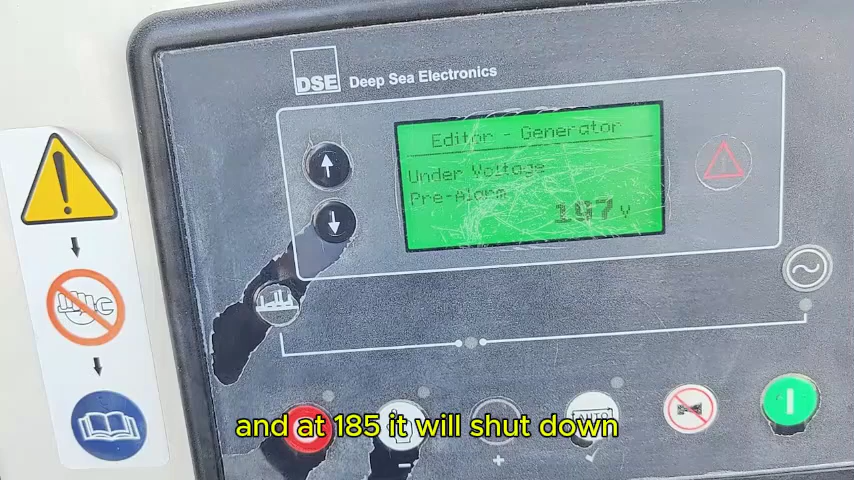 DSE Deep Sea Electronics
Editor - Generator
Under Voltage
Pre-Alarm
197 V
AUTO
and at 185 it will shut down